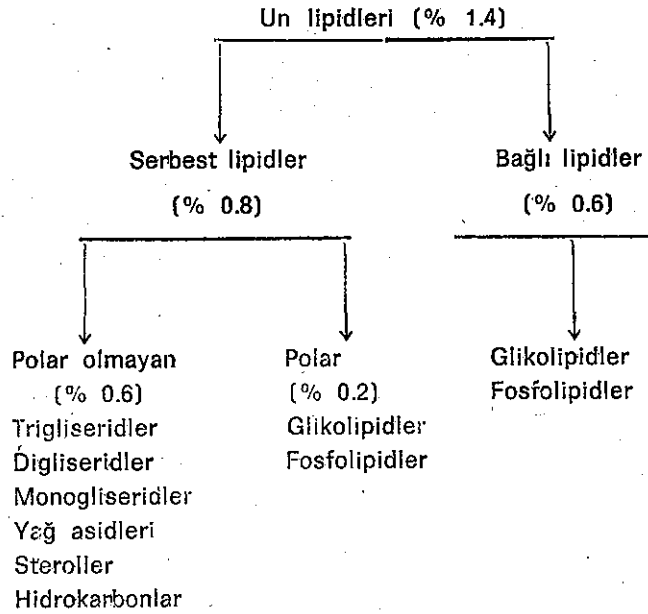 Un lipidleri (% 1.4)
Serbest lipidler
(% 0.8)
Bağlı lipidler
(% 0.6)
Polar olmayan
(% 0.6)
Trigliseridler
Digliseridler
Monogliseridler
Yağ asidleri
Steroller
Hidrokarbonlar
Polar
(% 0.2)
Glikolipidler
Fosfolipidler
Glikolipidler
Fosfolipidler